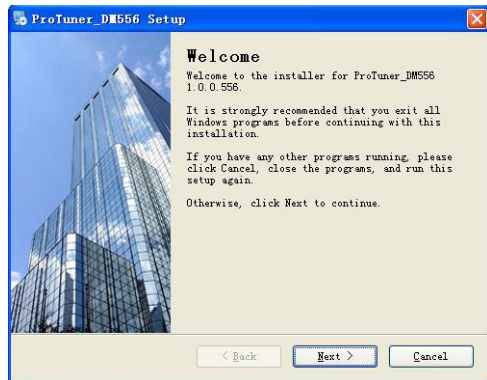 ProTuner_DM556 Setup
Welcome
Welcome to the installer for ProTuner_DM556
1.0.0.556.
It is strongly recommended that you exit all
Windows programs before continuing with this
installation.
If you have any other programs running, please
click Cancel, close the programs, and run this
setup again.
Otherwise, click Next to continue.
< Back Next > Cancel